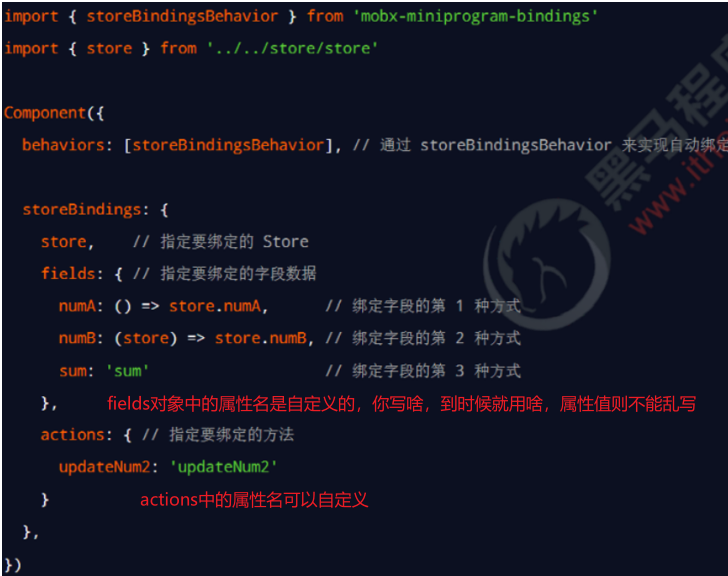 import { storeBindingsBehavior } from 'mobx-miniprogram-bindings'
import { store } from '../../store/store'
Component({
behaviors: [storeBindingsBehavior], // 通过 storeBindingsBehavior 来实现自动绑定
storeBindings: {
store, // 指定要绑定的 Store
fields: { // 指定要绑定的字段数据
numA: () => store.numA, // 绑定字段的第 1 种方式
numB: (store) => store.numB, // 绑定字段的第 2 种方式
sum: 'sum' // 绑定字段的第 3 种方式
}, fields对象中的属性名是自定义的，你写啥，到时候就用啥，属性值则不能乱写
actions: { // 指定要绑定的方法
updateNum2: 'updateNum2'
} actions中的属性名可以自定义
},
})
黑马程序